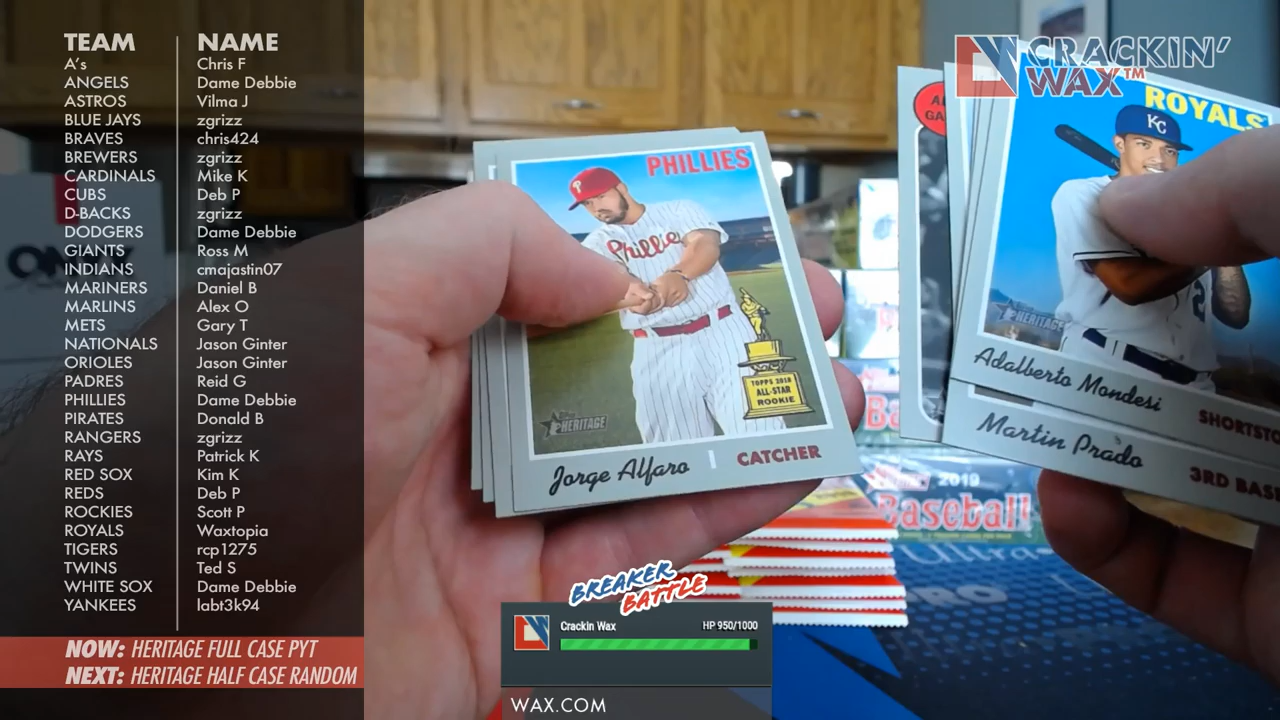 TEAM NAME
A's Chris F
ANGELS Dame Debbie
ASTROS Vilma J
BLUE JAYS zgrizz
BRAVES chris424
BREWERS zgrizz
CARDINALS Mike K
CUBS Deb P
D-BACKS zgrizz
DODGERS Dame Debbie
GIANTS Ross M
INDIANS cmajastin07
MARINERS Daniel B
MARLINS Alex O
METS Gary T
NATIONALS Jason Ginter
ORIOLES Jason Ginter
PADRES Reid G
PHILLIES Dame Debbie
PIRATES Donald B
RANGERS zgrizz
RAYS Patrick K
RED SOX Kim K
REDS Deb P
ROCKIES Scott P
ROYALS Waxtopia
TIGERS rcp1275
TWINS Ted S
WHITE SOX Dame Debbie
YANKEES labt3k94
NOW: HERITAGE FULL CASE PYT
NEXT: HERITAGE HALF CASE RANDOM
CRACKIN'
WAX™
PHILLIES
P
Phillies
TOPPS 2018
ALL-STAR
ROOKIE
HERITAGE
Jorge Alfaro | CATCHER
ROYALS
KC
2
HERITAGE
Adalberto Mondesi SHORTSTO
Martin Prado 3RD BAS
2019
Baseball
BREAKER
BATTLE
Crackin Wax HP 950/1000
WAX.COM